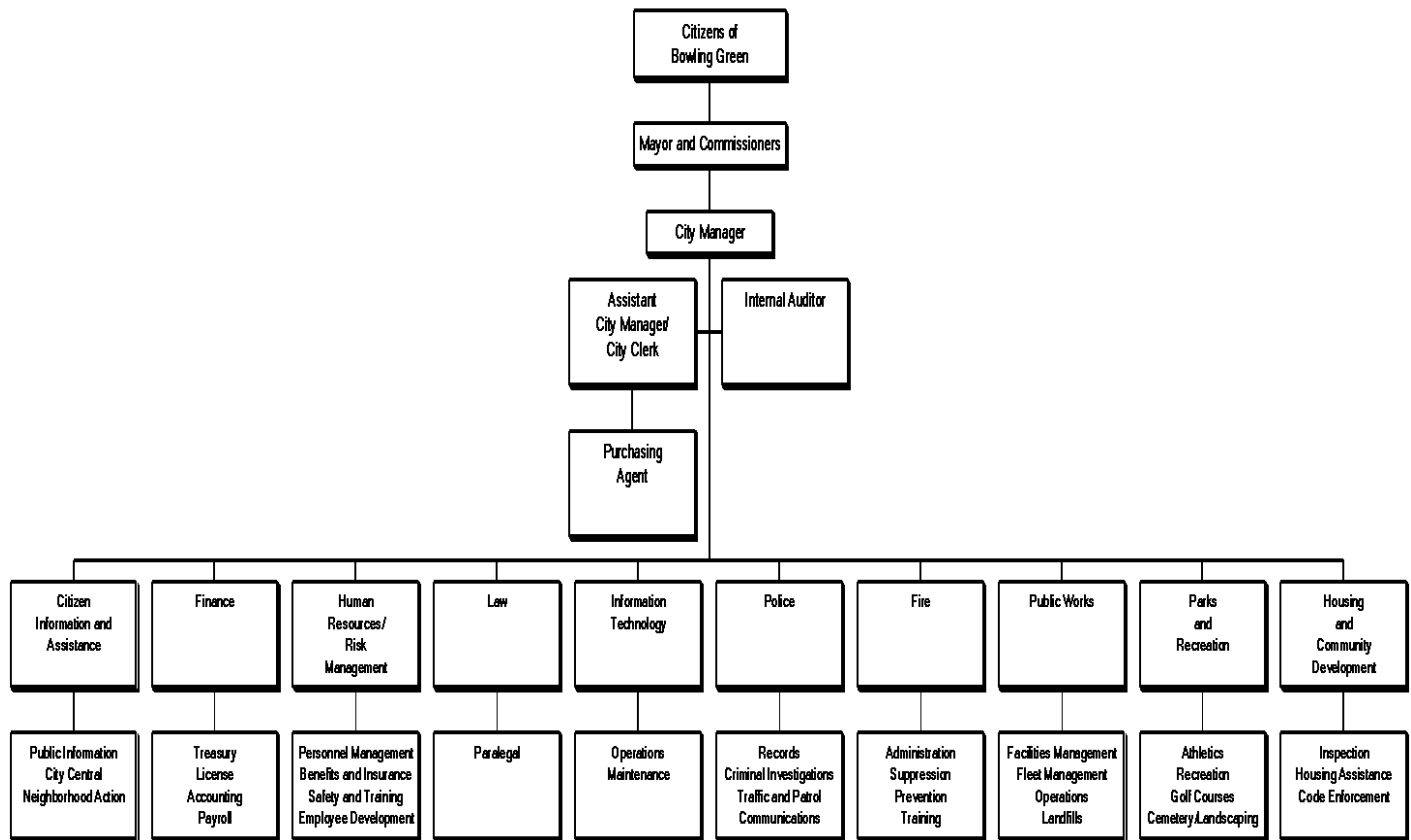 Citizens of
Bowling Green
Mayor and Commissioners
City Manager
Assistant
City Manager/
City Clerk
Internal Auditor
Purchasing
Agent
Citizen
Information and
Assistance
Finance
Human
Resources/
Risk
Management
Law
Information
Technology
Police
Fire
Public Works
Parks
and
Recreation
Housing
and
Community
Development
Public Information
City Central
Neighborhood Action
Treasury
License
Accounting
Payroll
Personnel Management
Benefits and Insurance
Safety and Training
Employee Development
Paralegal
Operations
Maintenance
Records
Criminal Investigations
Traffic and Patrol
Communications
Administration
Suppression
Prevention
Training
Facilities Management
Fleet Management
Operations
Landfills
Athletics
Recreation
Golf Courses
Cemetery/Landscaping
Inspection
Housing Assistance
Code Enforcement